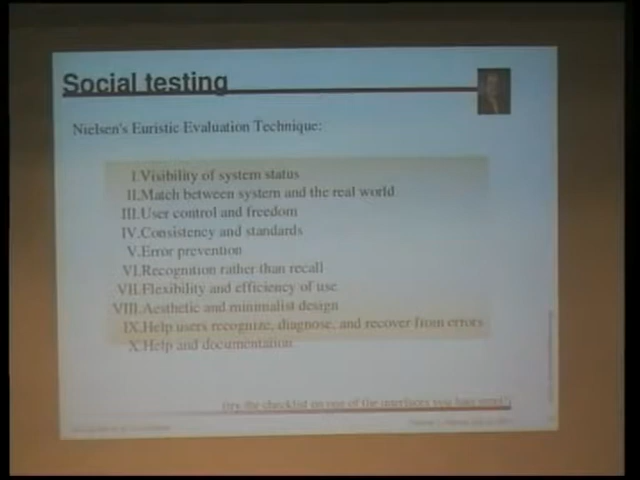 Social testing
Nielsen's Euristic Evaluation Technique:
I.Visibility of system status
II.Match between system and the real world
III.User control and freedom
IV.Consistency and standards
V.Error prevention
VI.Recognition rather than recall
VII.Flexibility and efficiency of use
VIII.Aesthetic and minimalist design
IX.Help users recognize, diagnose, and recover from errors
X.Help and documentation
(try the checklist on one of the interfaces you